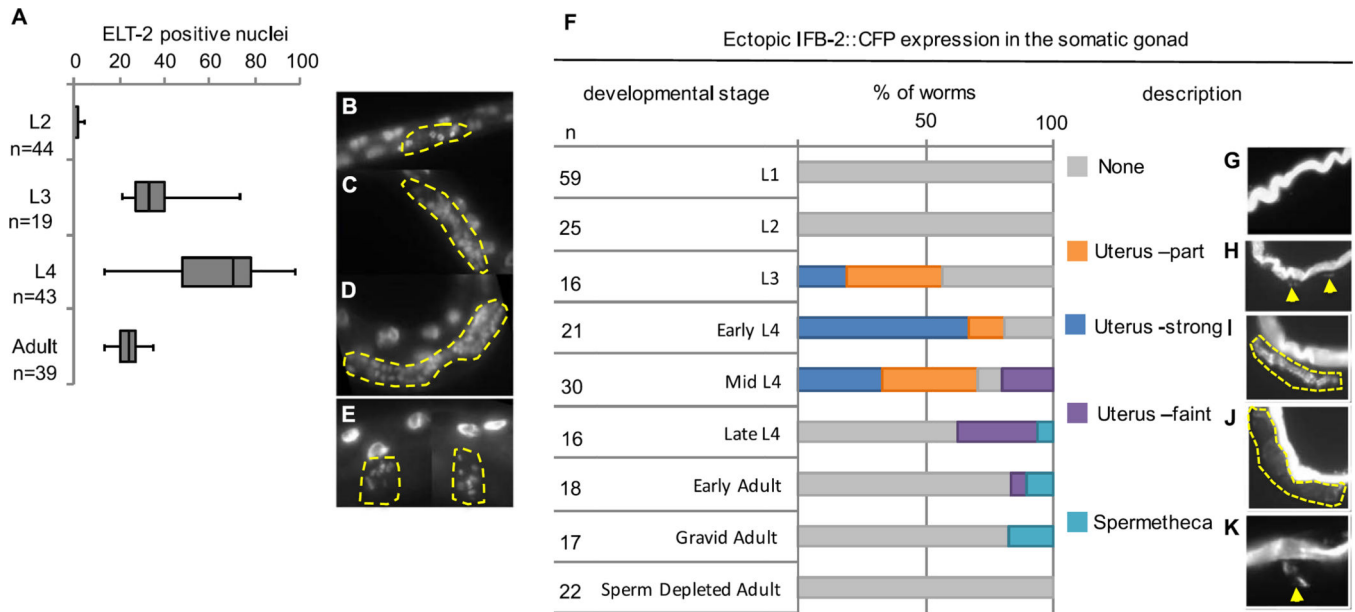 A
ELT-2 positive nuclei
0 20 40 60 80 100
L2
n=44
L3
n=19
L4
n=43
Adult
n=39
B
C
D
E
F
Ectopic IFB-2::CFP expression in the somatic gonad
developmental stage % of worms description
n 50 100
59 L1
25 L2
16 L3
21 Early L4
30 Mid L4
16 Late L4
18 Early Adult
17 Gravid Adult
22 Sperm Depleted Adult
None
Uterus –part
Uterus -strong
Uterus –faint
Spermetheca
G
H
I
J
K